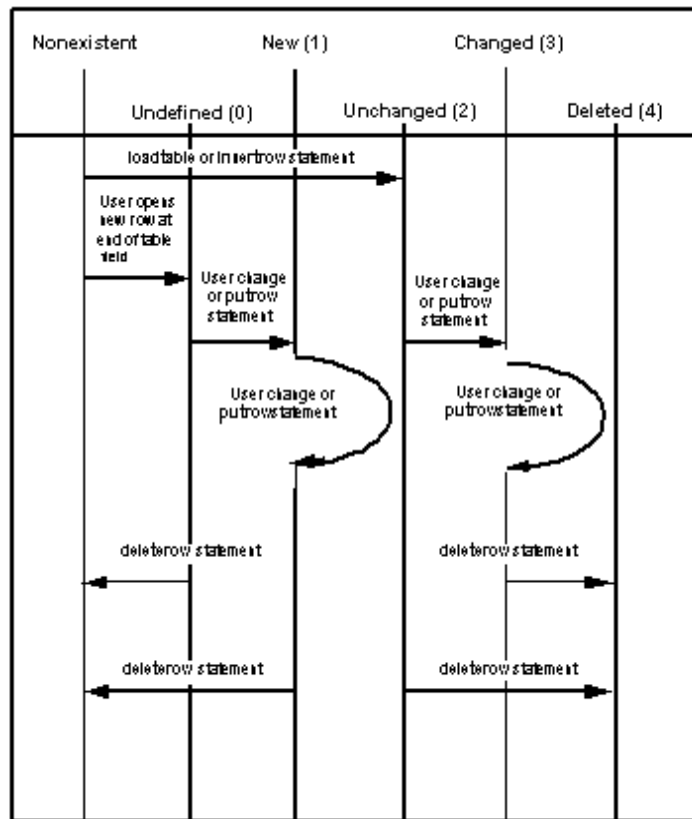 Nonexistent New (1) Changed (3)
Undefined (0) Unchanged (2) Deleted (4)
loadtable or insertrow statement
User opens
new row at
end of table
field
User change
or putrow
statement
User change
or putrow
statement
User change or
putrow statement
User change or
putrow statement
deleterow statement
deleterow statement
deleterow statement
deleterow statement